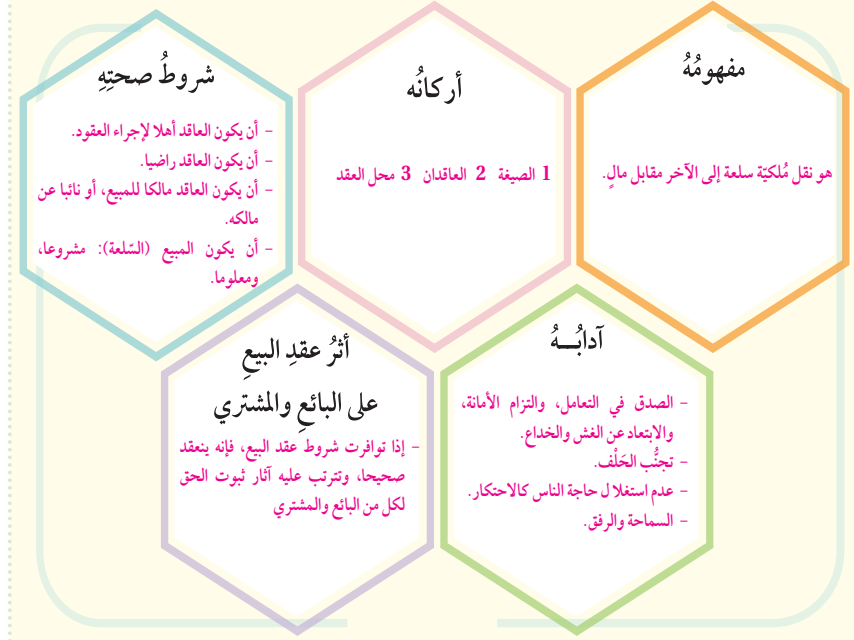 مفهومُهُ
هو نقل مُلكيّة سلعة إلى الآخر مقابل مالٍ.
أركانُه
1 الصيغة 2 العاقدان 3 محل العقد
شروطُ صحتِهِ
- أن يكون العاقد أهلا لإجراء العقود.
- أن يكون العاقد راضيا.
- أن يكون العاقد مالكا للمبيع، أو نائبا عن
مالكه.
- أن يكون المبيع (السّلعة): مشروعا،
ومعلوما.
آدابُـــهُ
- الصدق في التعامل، والتزام الأمانة،
والابتعاد عن الغش والخداع.
- تجنُّب الحَلْف.
- عدم استغلال حاجة الناس كالاحتكار.
- السماحة والرفق.
أثرُ عقدِ البيعِ
على البائعِ والمشتري
- إذا توافرت شروط عقد البيع، فإنه ينعقد
صحيحا، وتترتب عليه آثار ثبوت الحق
لكل من البائع والمشتري